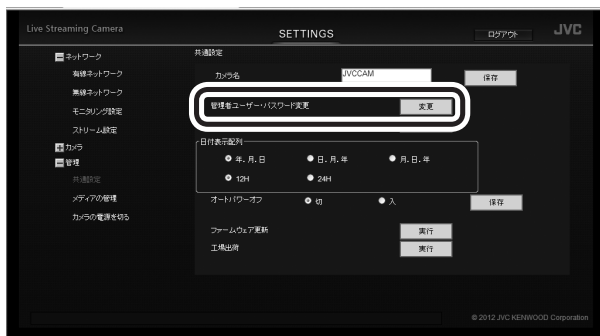 Live Streaming Camera
SETTINGS
ログアウト
JVC
ネットワーク
有線ネットワーク
無線ネットワーク
モニタリング設定
ストリーム設定
カメラ
管理
共通設定
メディアの管理
カメラの電源を切る
共通設定
カメラ名 JVCCAM 保存
管理者ユーザー・パスワード変更 変更
日付表示配列
年.月.日 日.月.年 月.日.年
12H 24H
オートパワーオフ 切 入 保存
ファームウェア更新 実行
工場出荷 実行
© 2012 JVC KENWOOD Corporation